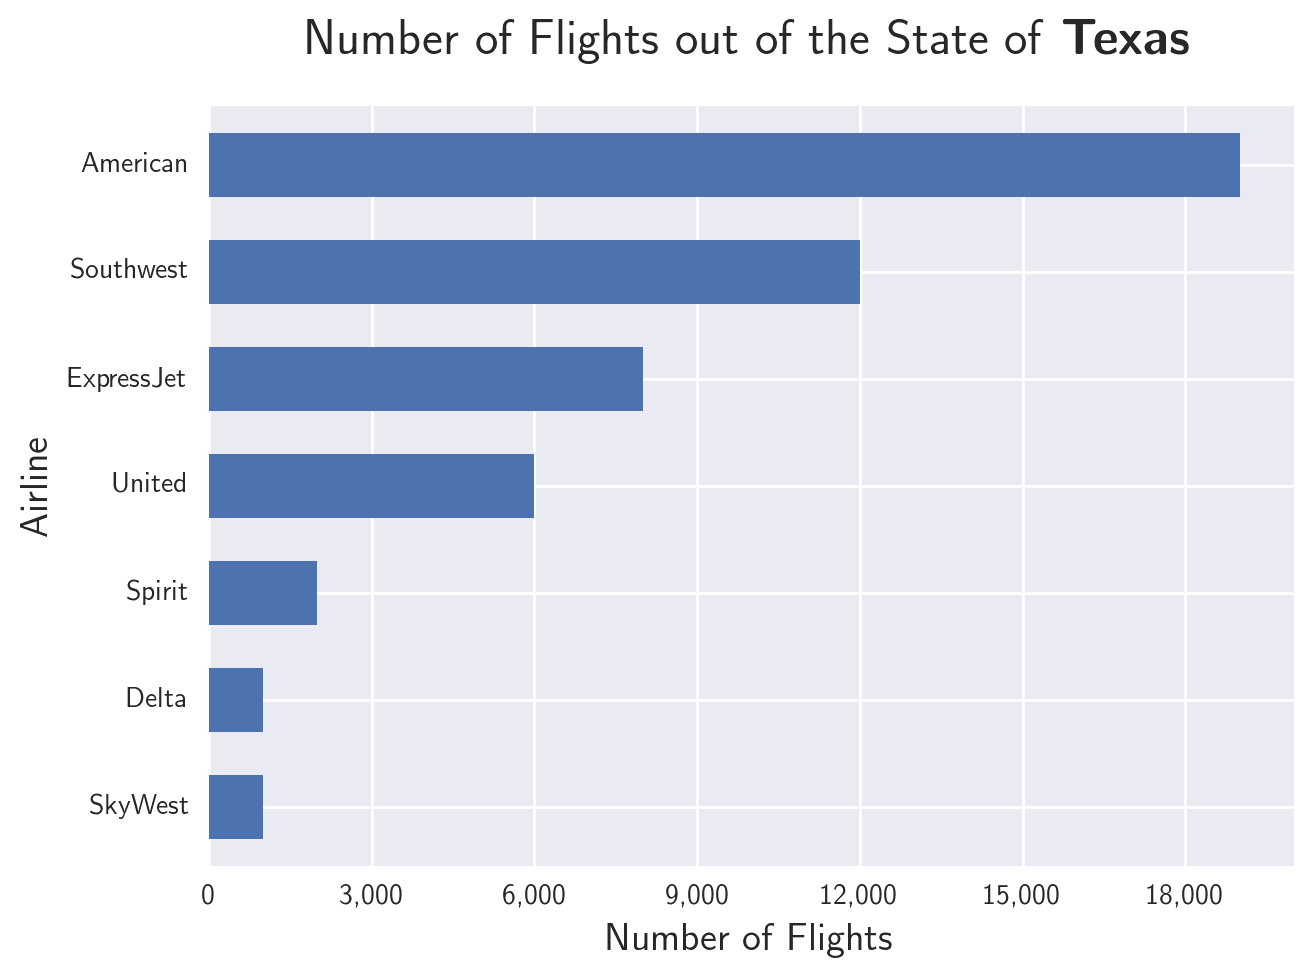 Number of Flights out of the State of Texas
American
Southwest
ExpressJet
United
Spirit
Delta
SkyWest
Airline
0 3,000 6,000 9,000 12,000 15,000 18,000
Number of Flights